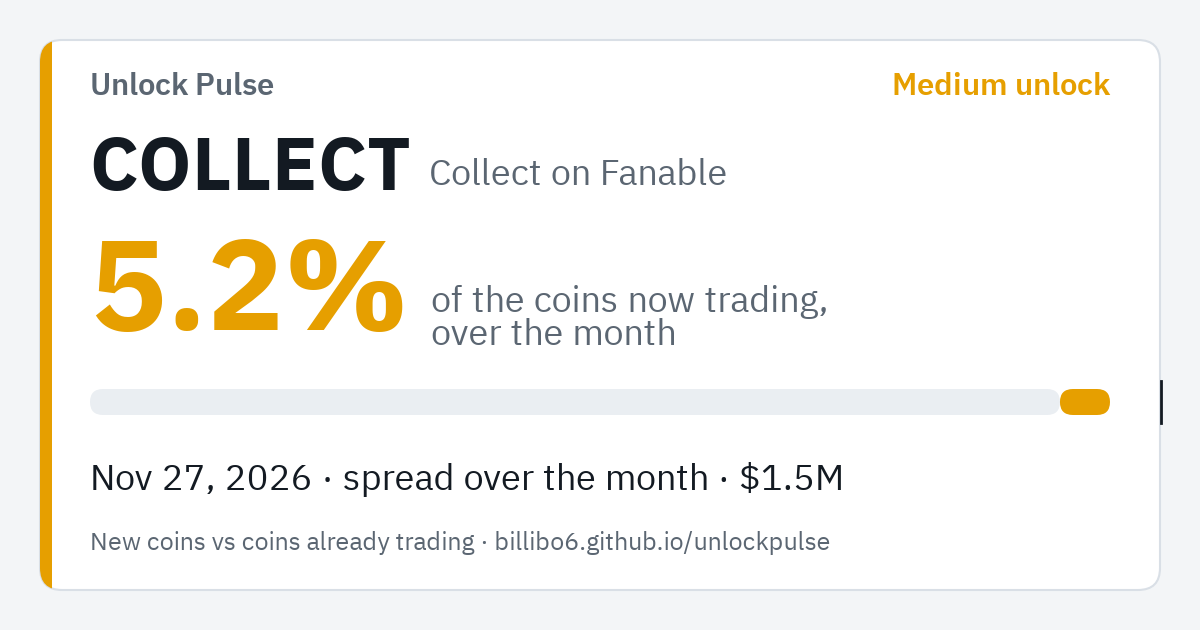 Unlock Pulse
Medium unlock
COLLECT Collect on Fanable
5.2% of the coins now trading,
over the month
Nov 27, 2026 · spread over the month · $1.5M
New coins vs coins already trading · billibo6.github.io/unlockpulse